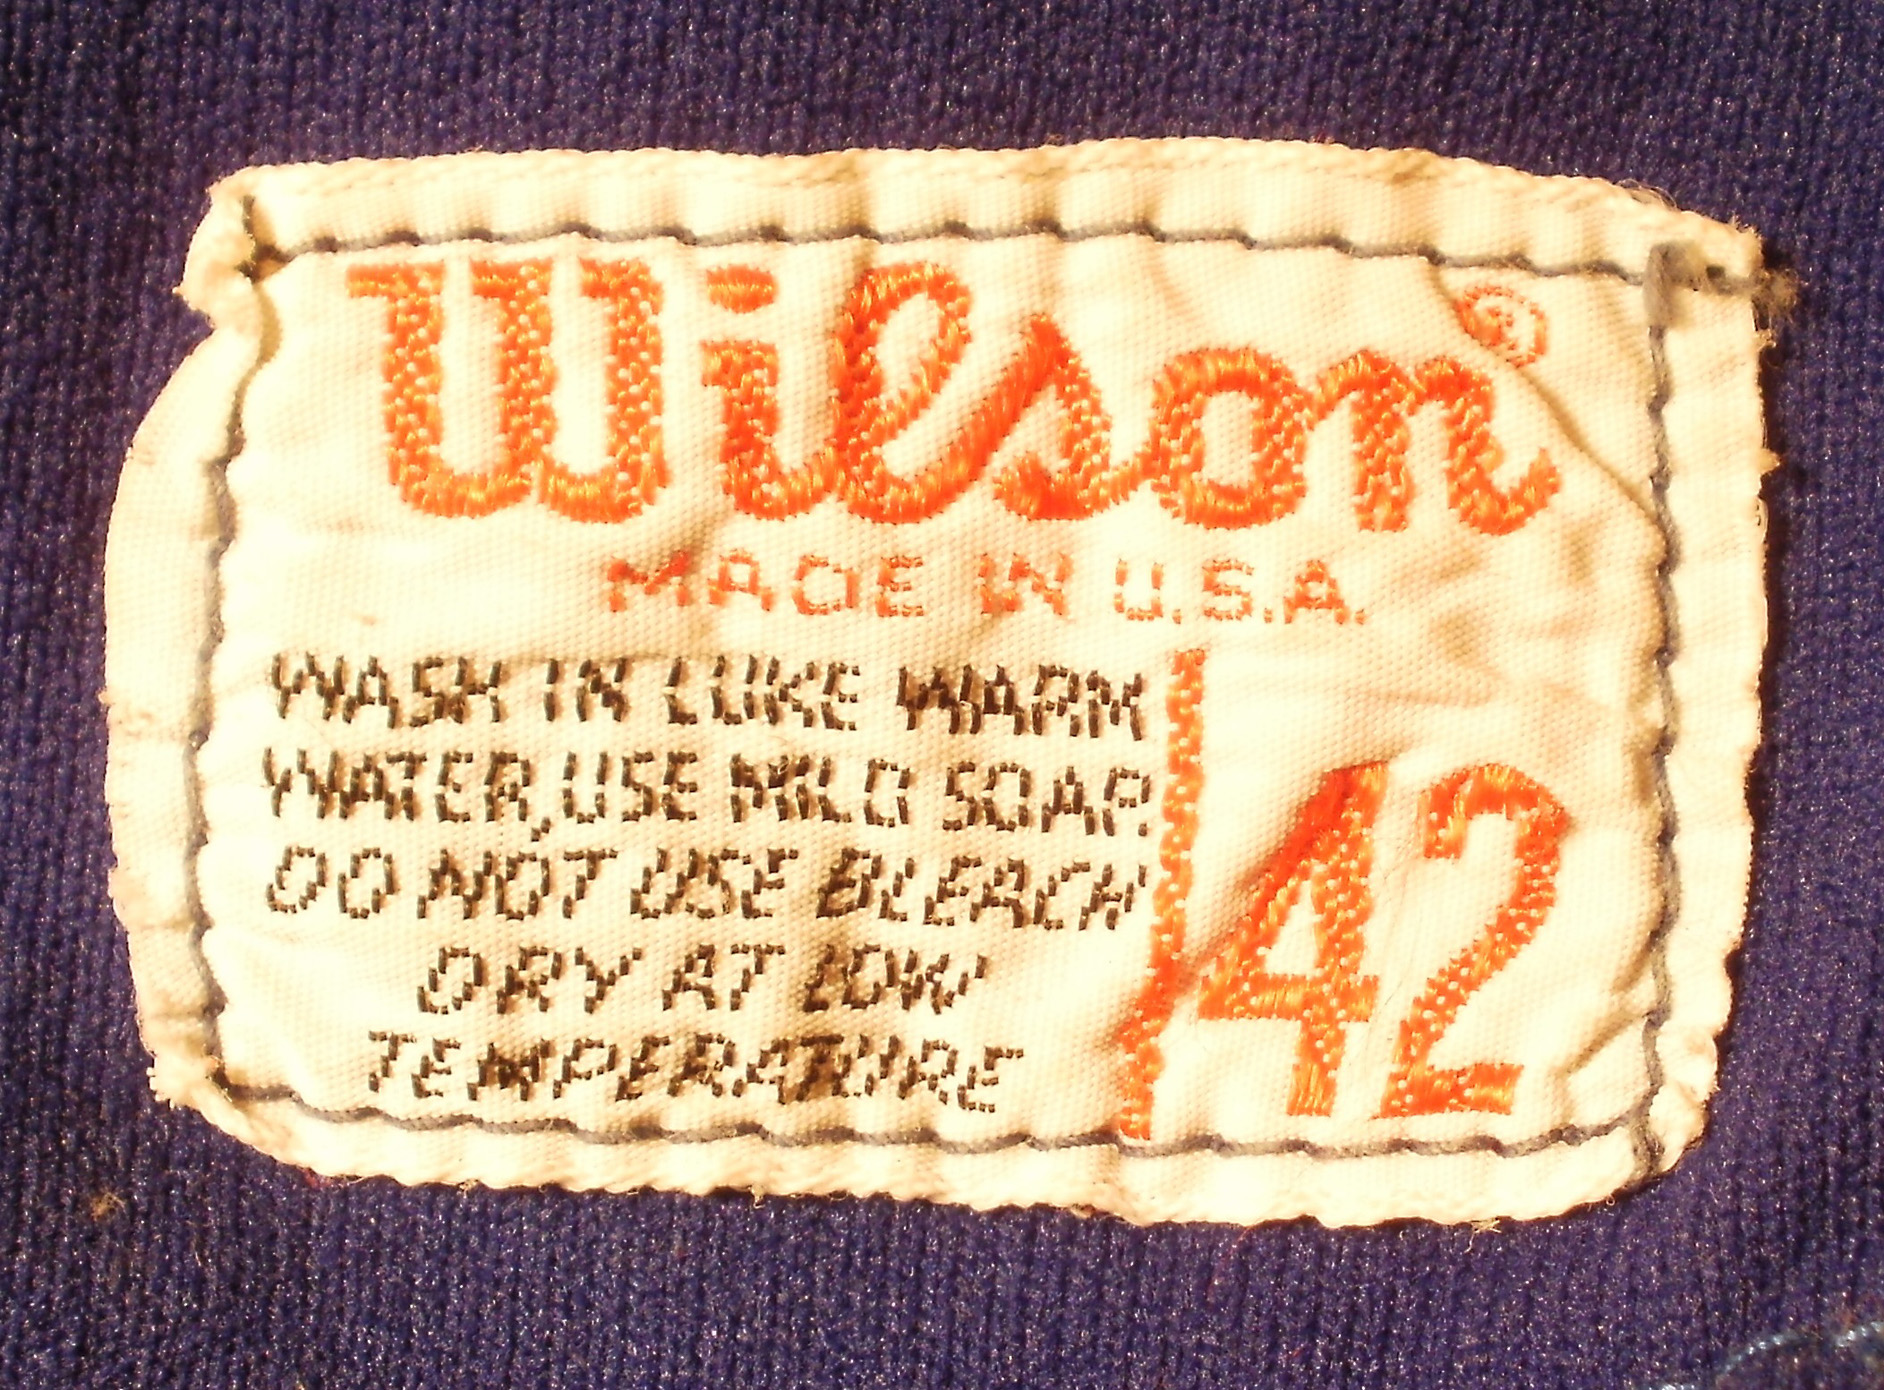 Wilson®
MADE IN U.S.A.
WASH IN LUKE WARM
WATER, USE MILD SOAP.
DO NOT USE BLEACH
DRY AT LOW
TEMPERATURE
42